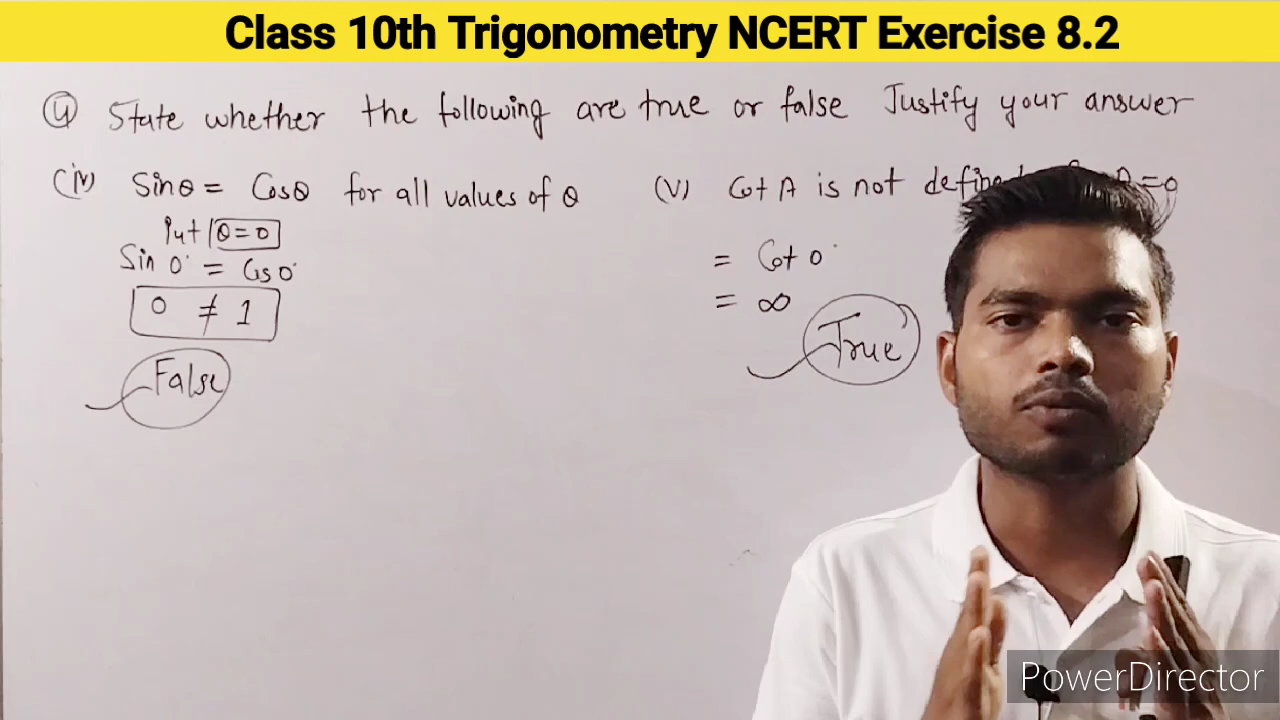 Class 10th Trigonometry NCERT Exercise 8.2
④ State whether the following are true or false Justify your answer
(iv) Sinθ = Cosθ for all values of θ
Put θ=0
Sin 0° = Cos 0°
0 ≠ 1
False
(V) Cot A is not A=0
= Cot 0°
= ∞
True
PowerDirector